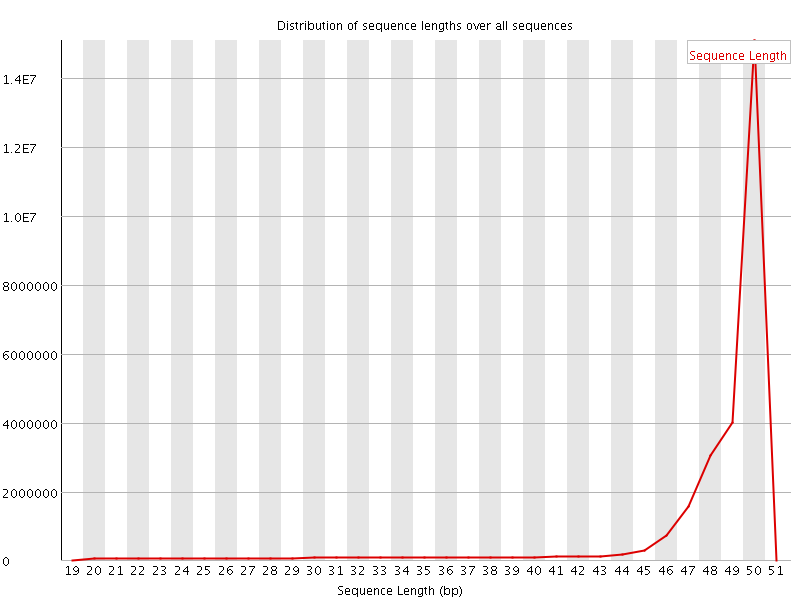 Distribution of sequence lengths over all sequences
Sequence Length
1.4E7
1.2E7
1.0E7
8000000
6000000
4000000
2000000
0
19 20 21 22 23 24 25 26 27 28 29 30 31 32 33 34 35 36 37 38 39 40 41 42 43 44 45 46 47 48 49 50 51
Sequence Length (bp)